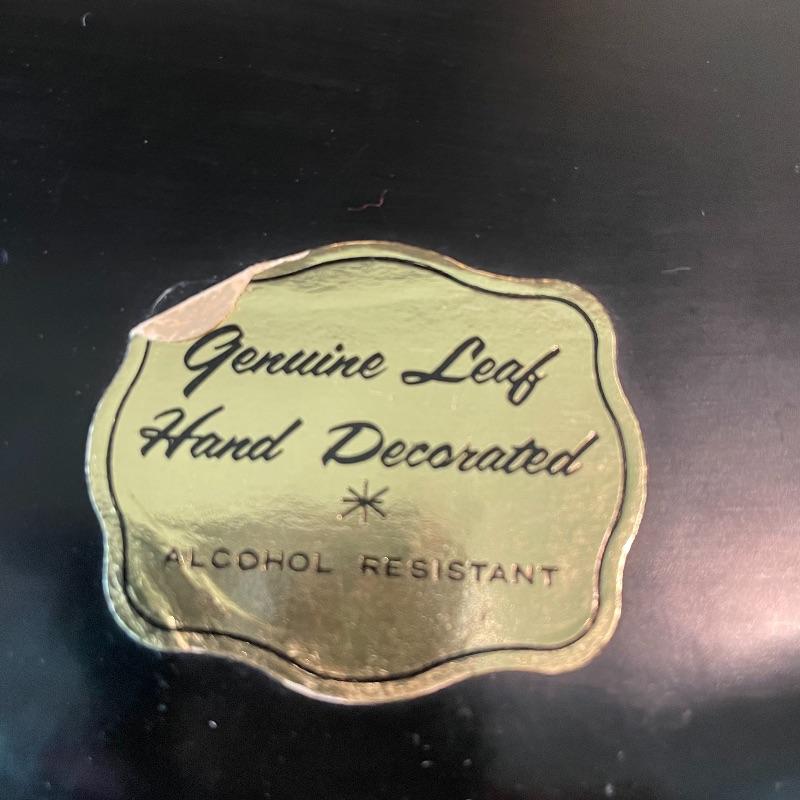 Genuine Leaf
Hand Decorated
ALCOHOL RESISTANT